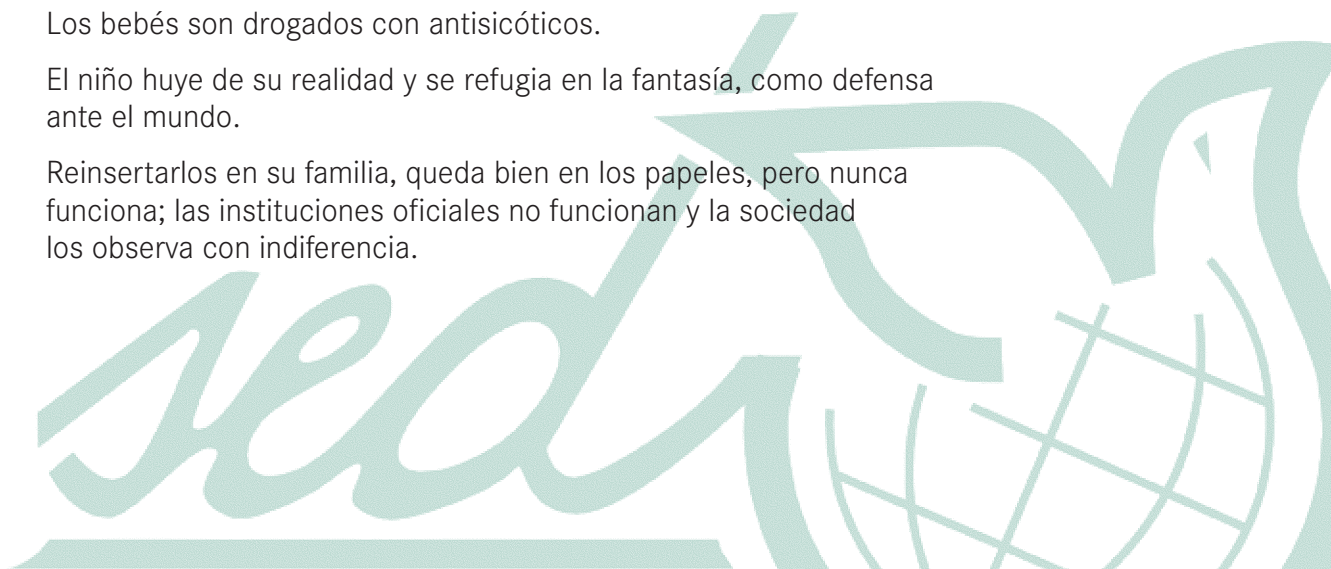 Los bebés son drogados con antisicóticos.
El niño huye de su realidad y se refugia en la fantasía, como defensa
ante el mundo.
Reinsertarlos en su familia, queda bien en los papeles, pero nunca
funciona; las instituciones oficiales no funcionan y la sociedad
los observa con indiferencia.
sed